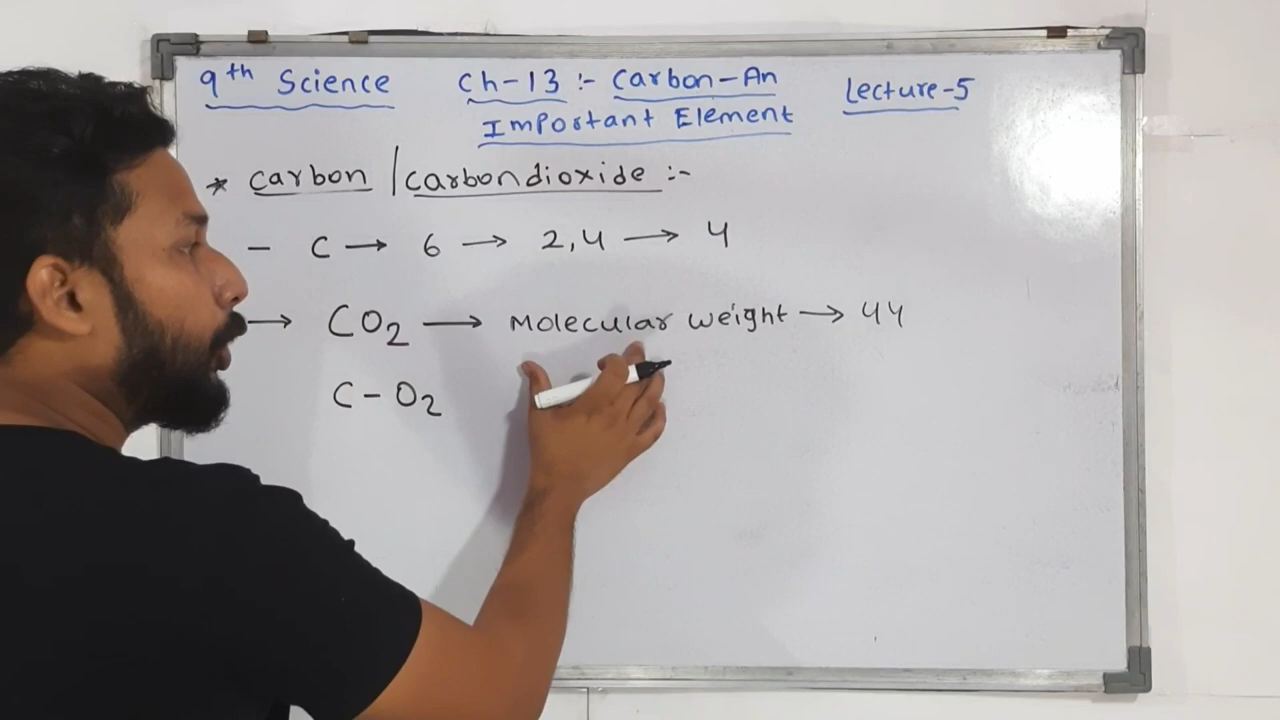 9th Science Ch-13 :- Carbon-An Lecture-5
Important Element
* carbon / carbondioxide :-
- C → 6 → 2,4 → 4
→ CO2 → Molecular weight → 44
C-O2